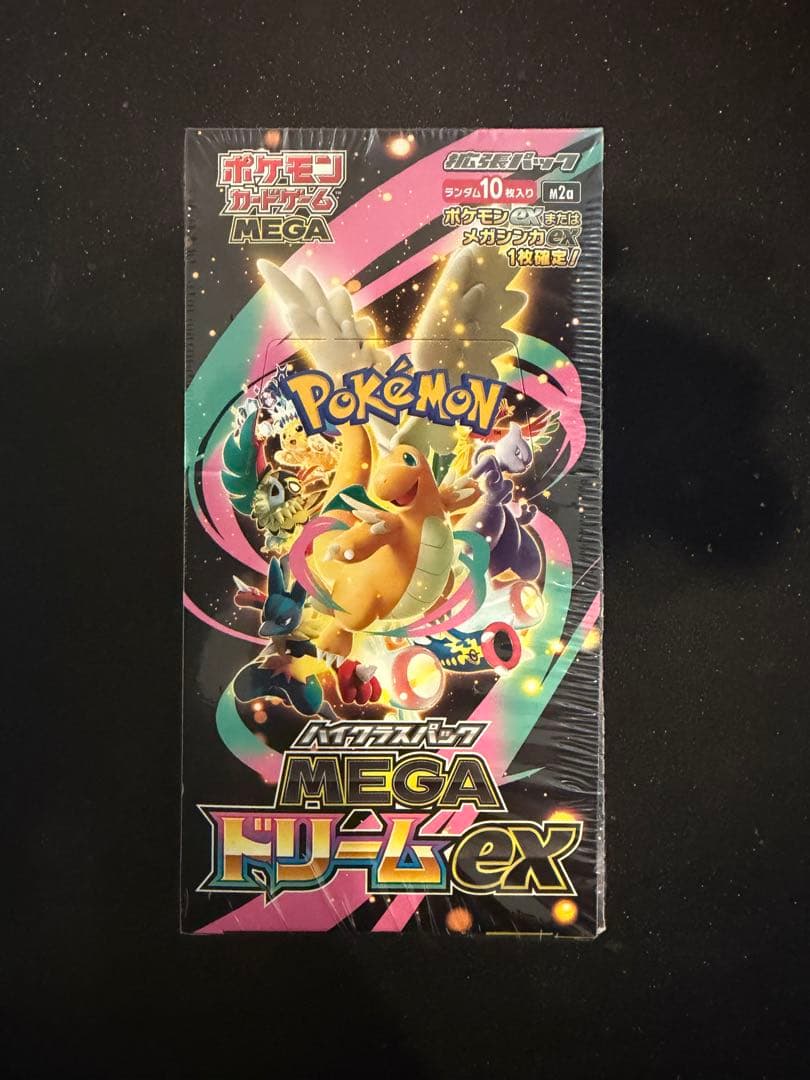 ポケモン
カードゲーム
MEGA
拡張パック
ランダム10枚入り M2a
ポケモンexまたは
メガシンカex
1枚確定!
POKéMON
ハイクラスパック
MEGA
ドリームex